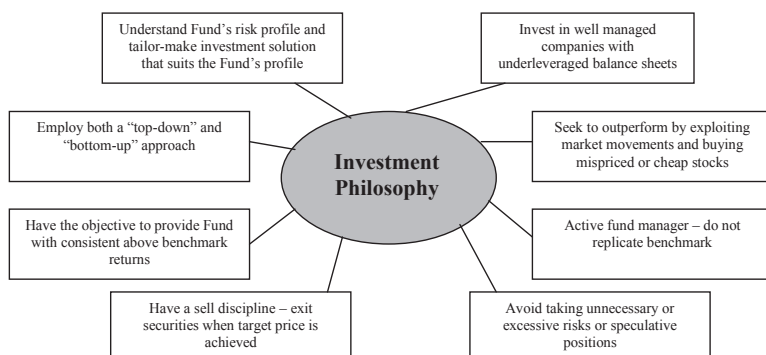 Understand Fund’s risk profile and
tailor-make investment solution
that suits the Fund’s profile
Invest in well managed
companies with
underleveraged balance sheets
Employ both a “top-down” and
“bottom-up” approach
Seek to outperform by exploiting
market movements and buying
mispriced or cheap stocks
Investment
Philosophy
Have the objective to provide Fund
with consistent above benchmark
returns
Active fund manager – do not
replicate benchmark
Have a sell discipline – exit
securities when target price is
achieved
Avoid taking unnecessary or
excessive risks or speculative
positions